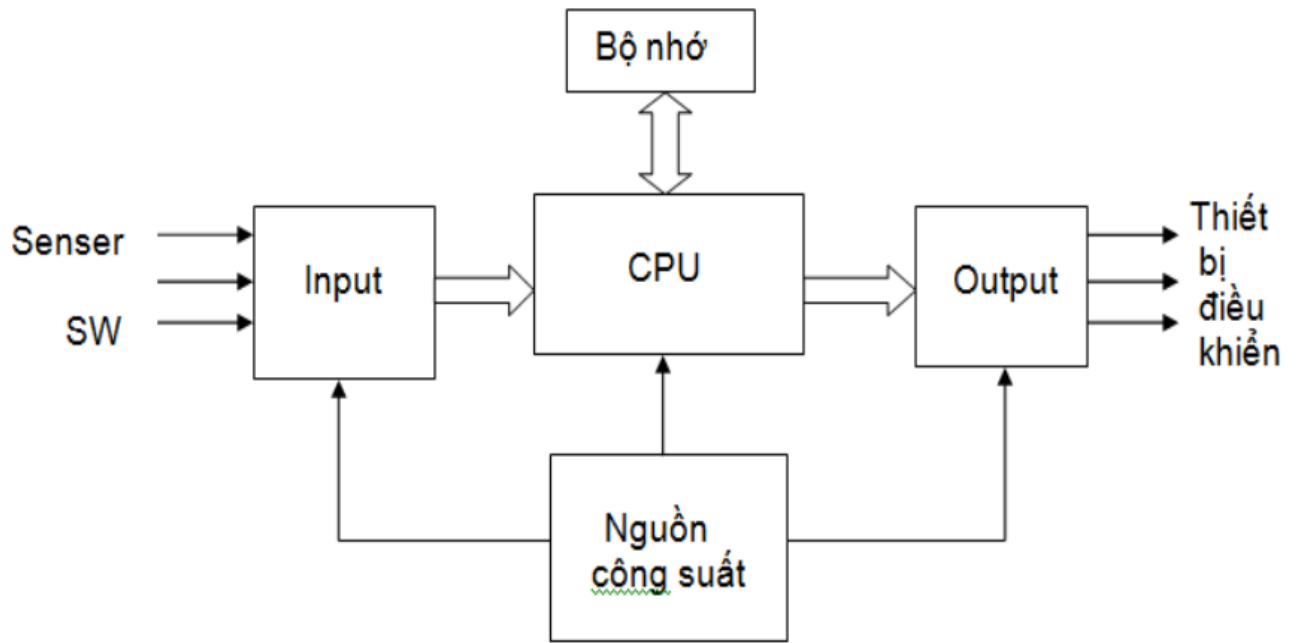 Bộ nhớ
Senser
SW
Input
CPU
Output
Thiết
bị
điều
khiển
Nguồn
công suất